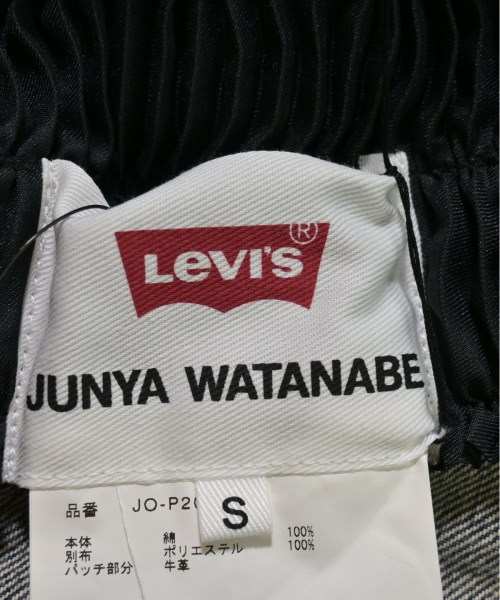 LEVI'S®
JUNYA WATANABE
品番 JO-P20
S
本体 綿 100%
別布 ポリエステル 100%
パッチ部分 牛革